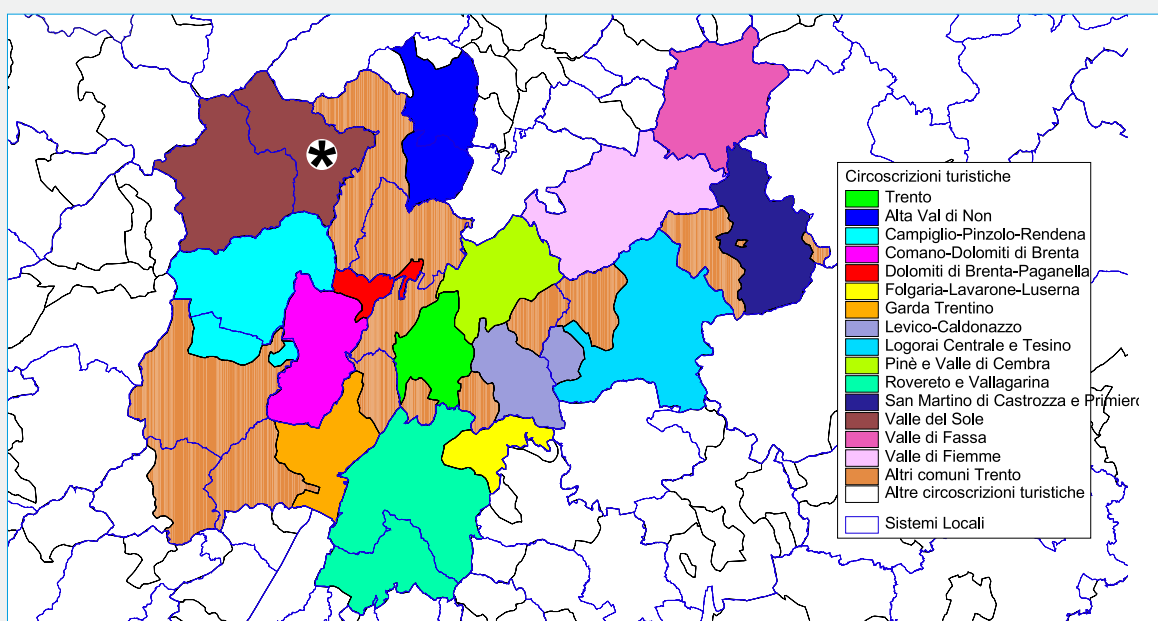 *
Circoscrizioni turistiche
Trento
Alta Val di Non
Campiglio-Pinzolo-Rendena
Comano-Dolomiti di Brenta
Dolomiti di Brenta-Paganella
Folgaria-Lavarone-Luserna
Garda Trentino
Levico-Caldonazzo
Logorai Centrale e Tesino
Pinè e Valle di Cembra
Rovereto e Vallagarina
San Martino di Castrozza e Primiero
Valle del Sole
Valle di Fassa
Valle di Fiemme
Altri comuni Trento
Altre circoscrizioni turistiche
Sistemi Locali